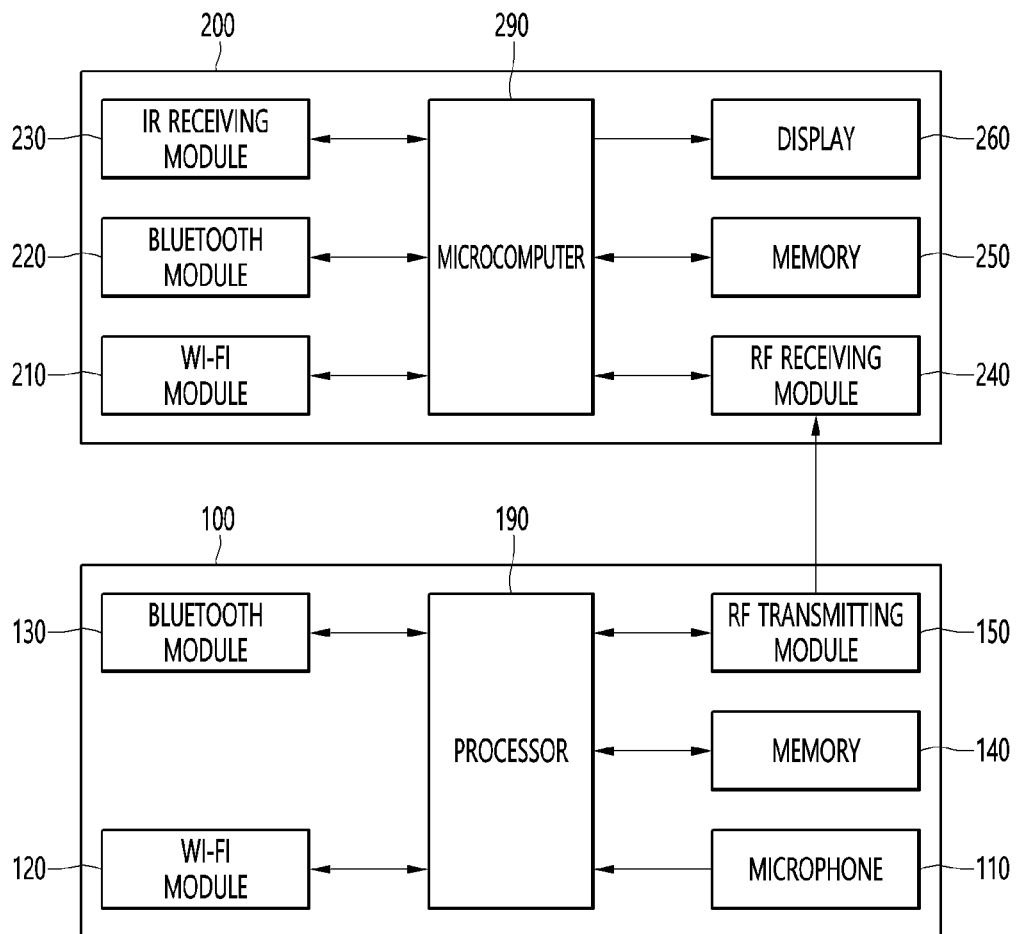 200
290
230
IR RECEIVING
MODULE
DISPLAY
260
220
BLUETOOTH
MODULE
MICROCOMPUTER
MEMORY
250
210
WI-FI
MODULE
RF RECEIVING
MODULE
240
100
190
130
BLUETOOTH
MODULE
RF TRANSMITTING
MODULE
150
PROCESSOR
MEMORY
140
120
WI-FI
MODULE
MICROPHONE
110